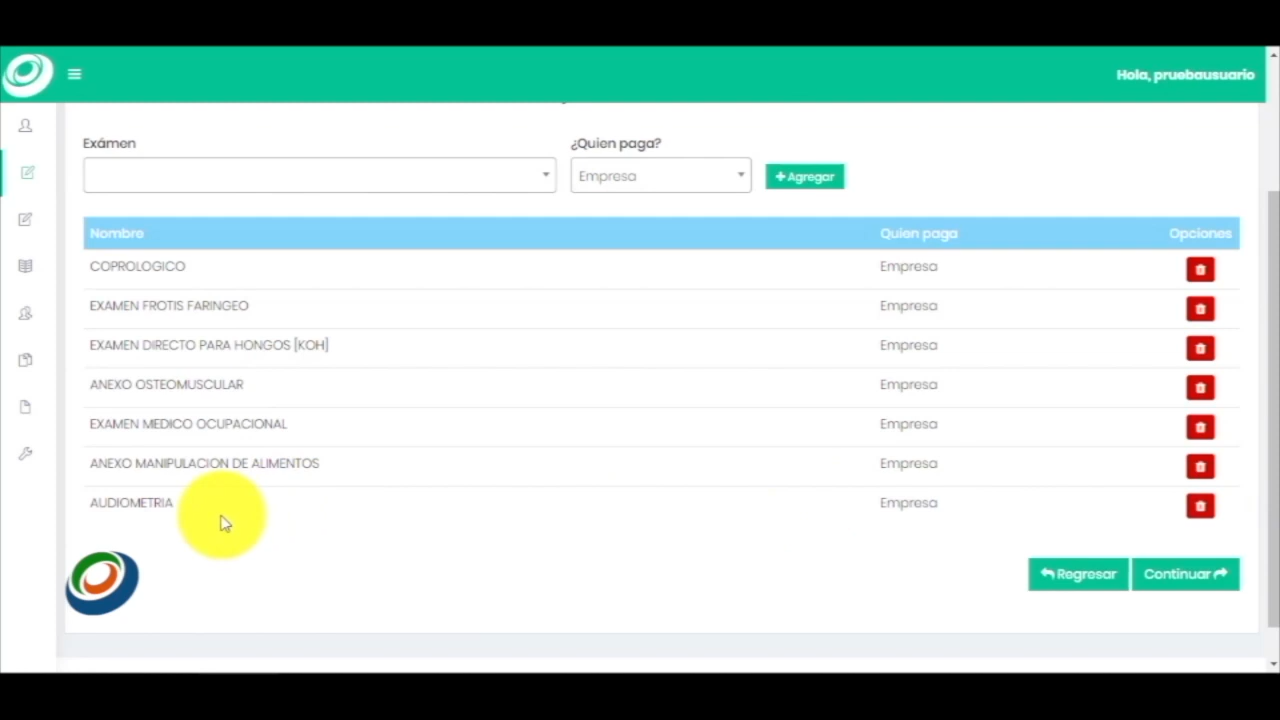 Hola, pruebausuario
Exámen
¿Quien paga?
Empresa
Agregar
Nombre Quien paga Opciones
COPROLOGICO Empresa
EXAMEN FROTIS FARINGEO Empresa
EXAMEN DIRECTO PARA HONGOS [KOH] Empresa
ANEXO OSTEOMUSCULAR Empresa
EXAMEN MEDICO OCUPACIONAL Empresa
ANEXO MANIPULACION DE ALIMENTOS Empresa
AUDIOMETRIA Empresa
Regresar Continuar